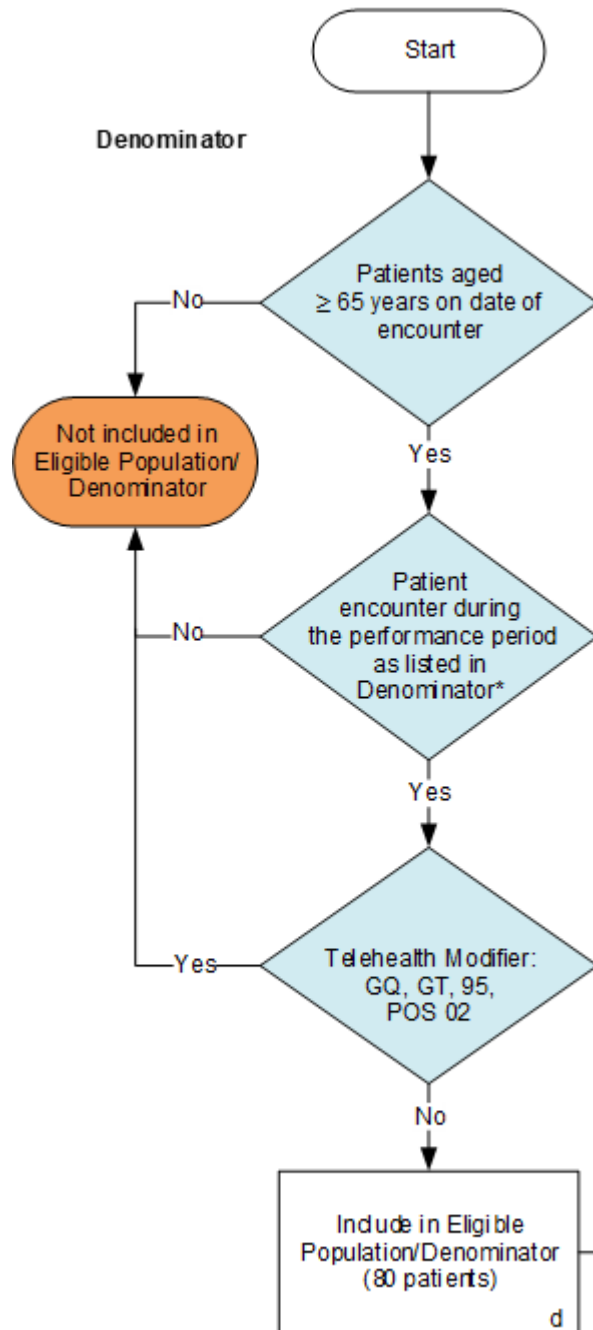 Start
Denominator
Patients aged
≥ 65 years on date of
encounter
No
Not included in
Eligible Population/
Denominator
Yes
Patient
encounter during
the performance period
as listed in
Denominator*
No
Yes
Telehealth Modifier:
GQ, GT, 95,
POS 02
Yes
No
Include in Eligible
Population/Denominator
(80 patients)
d